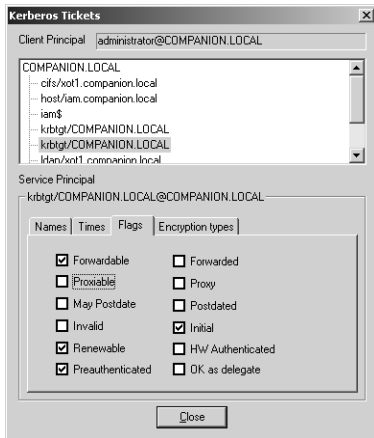 Kerberos Tickets
Client Principal administrator@COMPANION.LOCAL
COMPANION.LOCAL
cifs/xot1.companion.local
host/iam.companion.local
iam$
krbtgt/COMPANION.LOCAL
krbtgt/COMPANION.LOCAL
ldap/xot1.companion.local
Service Principal
krbtgt/COMPANION.LOCAL@COMPANION.LOCAL
Names Times Flags Encryption types
Forwardable Forwarded
Proxiable Proxy
May Postdate Postdated
Invalid Initial
Renewable HW Authenticated
Preauthenticated OK as delegate
Close